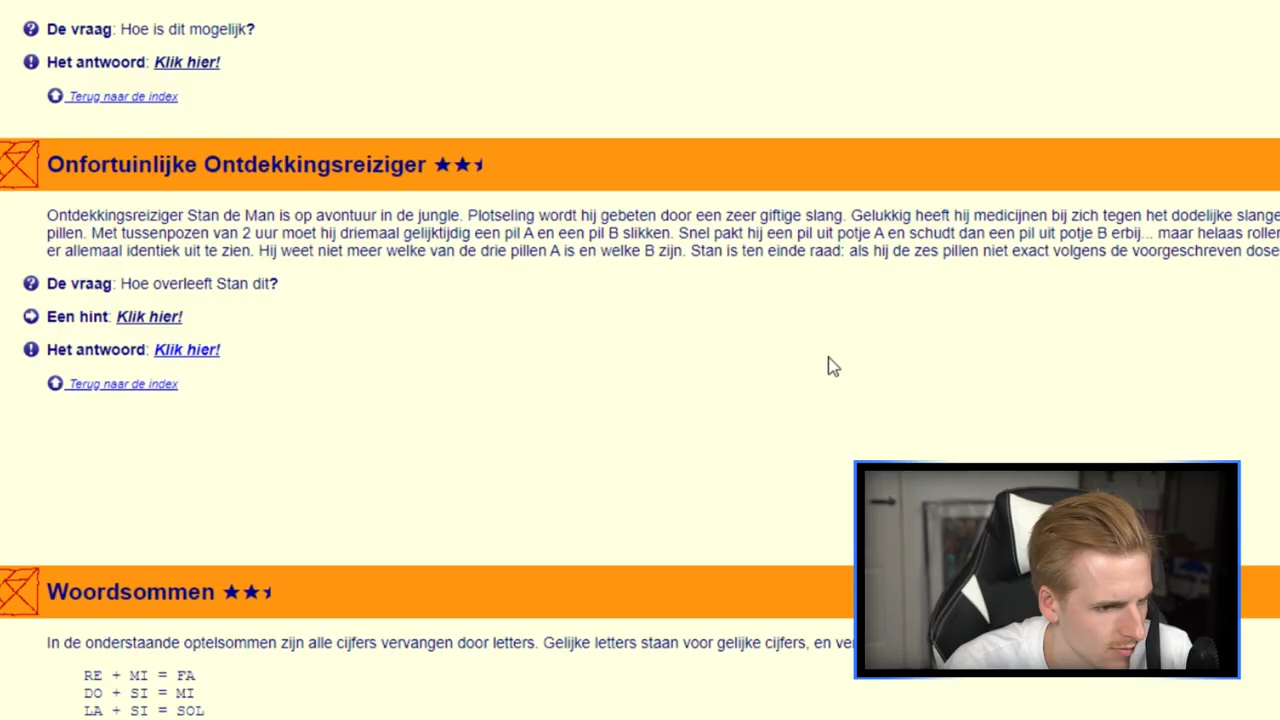 De vraag: Hoe is dit mogelijk?
Het antwoord: Klik hier!
Terug naar de index
Onfortuinlijke Ontdekkingsreiziger
Ontdekkingsreiziger Stan de Man is op avontuur in de jungle. Plotseling wordt hij gebeten door een zeer giftige slang. Gelukkig heeft hij medicijnen bij zich tegen het dodelijke slange
pillen. Met tussenpozen van 2 uur moet hij driemaal gelijktijdig een pil A en een pil B slikken. Snel pakt hij een pil uit potje A en schudt dan een pil uit potje B erbij... maar helaas roller
er allemaal identiek uit te zien. Hij weet niet meer welke van de drie pillen A is en welke B zijn. Stan is ten einde raad: als hij de zes pillen niet exact volgens de voorgeschreven dose
De vraag: Hoe overleeft Stan dit?
Een hint: Klik hier!
Het antwoord: Klik hier!
Terug naar de index
Woordsommen
In de onderstaande optelsommen zijn alle cijfers vervangen door letters. Gelijke letters staan voor gelijke cijfers, en ve
RE + MI = FA
DO + SI = MI
LA + SI = SOL